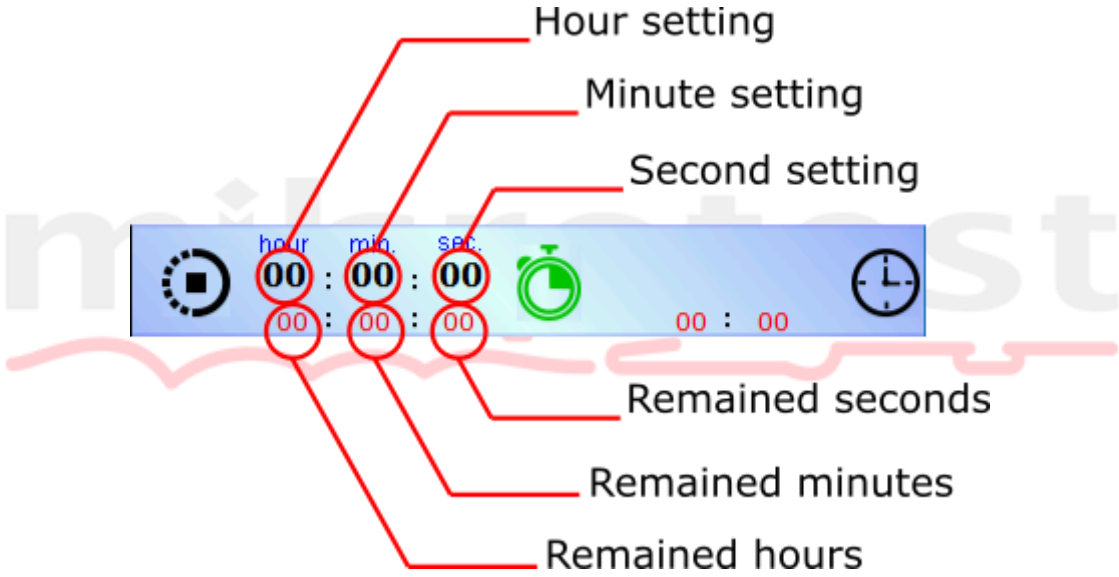 Hour setting
Minute setting
Second setting
mikrotest
hour min. sec.
00 : 00 : 00
00 : 00 : 00 00 : 00
Remained seconds
Remained minutes
Remained hours